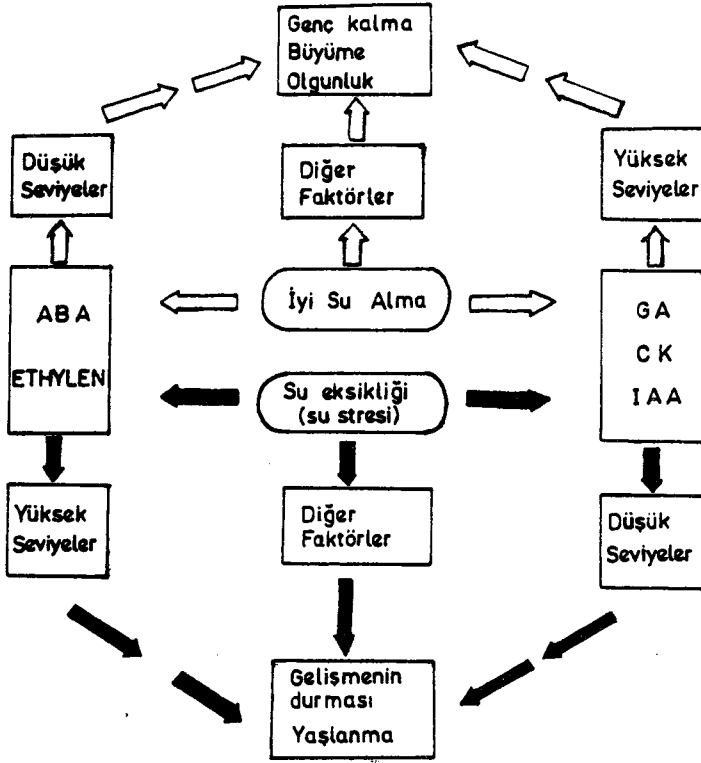 Genç kalma
Büyüme
Olgunluk
Düşük
Seviyeler
Diğer
Faktörler
Yüksek
Seviyeler
ABA
ETHYLEN
İyi Su Alma
GA
CK
IAA
Su eksikliği
(su stresi)
Yüksek
Seviyeler
Diğer
Faktörler
Düşük
Seviyeler
Gelişmenin
durması
Yaşlanma